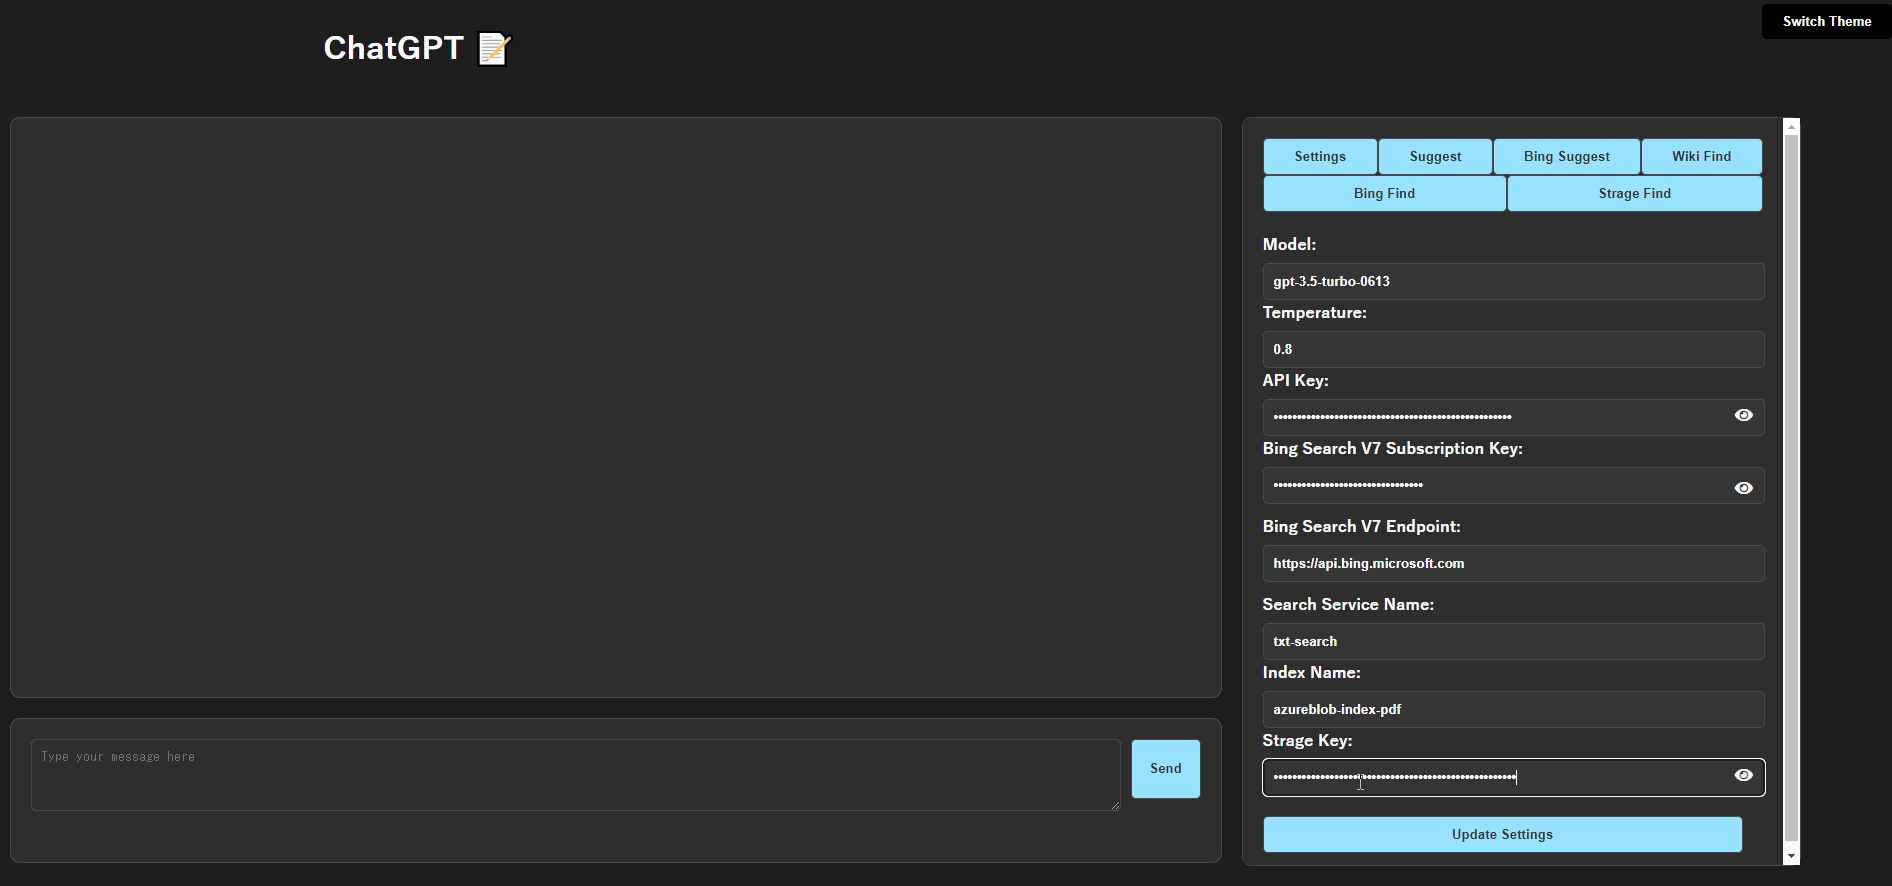 Switch Theme
ChatGPT 📝
Settings Suggest Bing Suggest Wiki Find
Bing Find Strage Find
Model:
gpt-3.5-turbo-0613
Temperature:
0.8
API Key:
Bing Search V7 Subscription Key:
Bing Search V7 Endpoint:
https://api.bing.microsoft.com
Search Service Name:
txt-search
Index Name:
azureblob-index-pdf
Strage Key:
Update Settings
Type your message here
Send